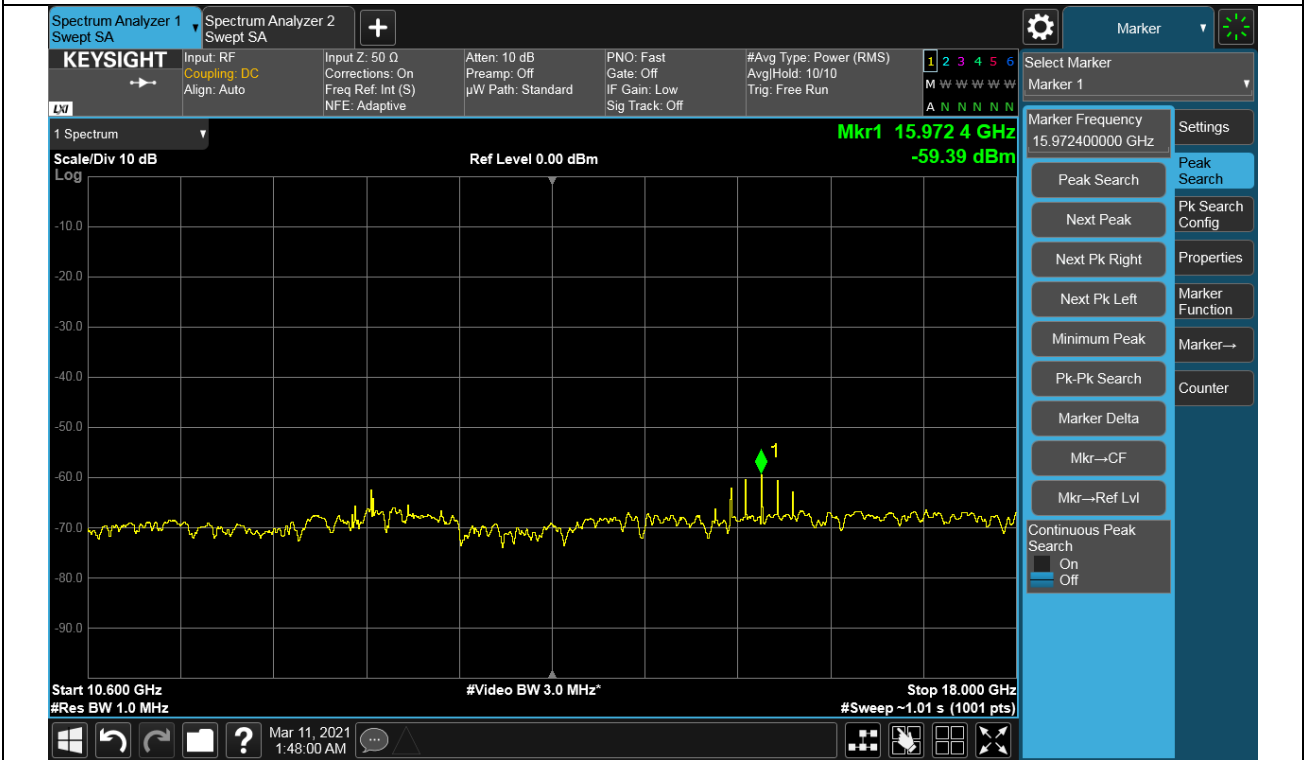 Spectrum Analyzer 1
Swept SA
Spectrum Analyzer 2
Swept SA
Marker
KEYSIGHT
LXI
Input: RF
Coupling: DC
Align: Auto
Input Z: 50 Ω
Corrections: On
Freq Ref: Int (S)
NFE: Adaptive
Atten: 10 dB
Preamp: Off
µW Path: Standard
PNO: Fast
Gate: Off
IF Gain: Low
Sig Track: Off
#Avg Type: Power (RMS)
Avg|Hold: 10/10
Trig: Free Run
1 2 3 4 5 6
M W W W W W
A N N N N N
Select Marker
Marker 1
1 Spectrum
Mkr1 15.972 4 GHz
-59.39 dBm
Scale/Div 10 dB
Ref Level 0.00 dBm
Log
-10.0
-20.0
-30.0
-40.0
-50.0
-60.0
-70.0
-80.0
-90.0
1
Start 10.600 GHz
#Video BW 3.0 MHz*
Stop 18.000 GHz
#Res BW 1.0 MHz
#Sweep ~1.01 s (1001 pts)
Marker Frequency
15.972400000 GHz
Peak Search
Next Peak
Next Pk Right
Next Pk Left
Minimum Peak
Pk-Pk Search
Marker Delta
Mkr→CF
Mkr→Ref Lvl
Continuous Peak
Search
On
Off
Settings
Peak
Search
Pk Search
Config
Properties
Marker
Function
Marker→
Counter
?
Mar 11, 2021
1:48:00 AM